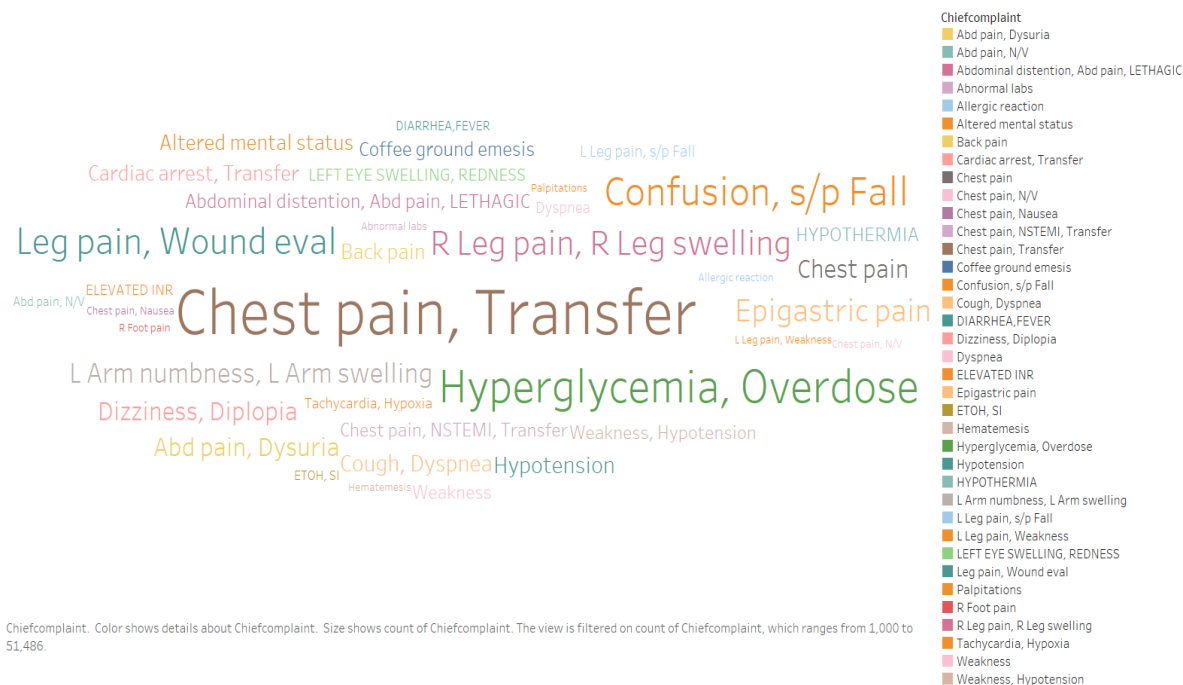 DIARRHEA,FEVER
Altered mental status
Coffee ground emesis
L Leg pain, s/p Fall
Cardiac arrest, Transfer
LEFT EYE SWELLING, REDNESS
Palpitations
Confusion, s/p Fall
Abdominal distention, Abd pain, LETHAGIC
Dyspnea
Abnormal labs
Leg pain, Wound eval
Back pain
R Leg pain, R Leg swelling
HYPOTHERMIA
Chest pain
Allergic reaction
ELEVATED INR
Abd pain, N/V
Chest pain, Nausea
R Foot pain
Chest pain, Transfer
Epigastric pain
L Leg pain, Weakness
Chest pain, N/V
L Arm numbness, L Arm swelling
Hyperglycemia, Overdose
Dizziness, Diplopia
Tachycardia, Hypoxia
Chest pain, NSTEMI, Transfer
Weakness, Hypotension
Abd pain, Dysuria
Cough, Dyspnea
Hypotension
ETOH, SI
Hematemesis
Weakness
Chiefcomplaint. Color shows details about Chiefcomplaint. Size shows count of Chiefcomplaint. The view is filtered on count of Chiefcomplaint, which ranges from 1,000 to
51,486.
Chiefcomplaint
Abd pain, Dysuria
Abd pain, N/V
Abdominal distention, Abd pain, LETHAGIC
Abnormal labs
Allergic reaction
Altered mental status
Back pain
Cardiac arrest, Transfer
Chest pain
Chest pain, N/V
Chest pain, Nausea
Chest pain, NSTEMI, Transfer
Chest pain, Transfer
Coffee ground emesis
Confusion, s/p Fall
Cough, Dyspnea
DIARRHEA,FEVER
Dizziness, Diplopia
Dyspnea
ELEVATED INR
Epigastric pain
ETOH, SI
Hematemesis
Hyperglycemia, Overdose
Hypotension
HYPOTHERMIA
L Arm numbness, L Arm swelling
L Leg pain, s/p Fall
L Leg pain, Weakness
LEFT EYE SWELLING, REDNESS
Leg pain, Wound eval
Palpitations
R Foot pain
R Leg pain, R Leg swelling
Tachycardia, Hypoxia
Weakness
Weakness, Hypotension